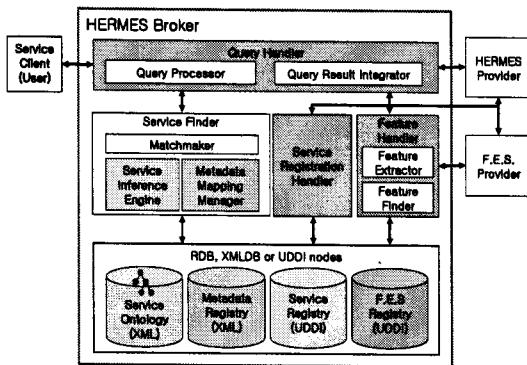 HERMES Broker
Service
Client
(User)
Query Handler
Query Processor
Query Result Integrator
HERMES
Provider
Service Finder
Matchmaker
Service
Inference
Engine
Metadata
Mapping
Manager
Service
Registration
Handler
Feature
Handler
Feature
Extractor
Feature
Finder
F.E.S.
Provider
RDB, XMLDB or UDDI nodes
Service
Ontology
(XML)
Metadata
Registry
(XML)
Service
Registry
(UDDI)
F.E.S
Registry
(UDDI)